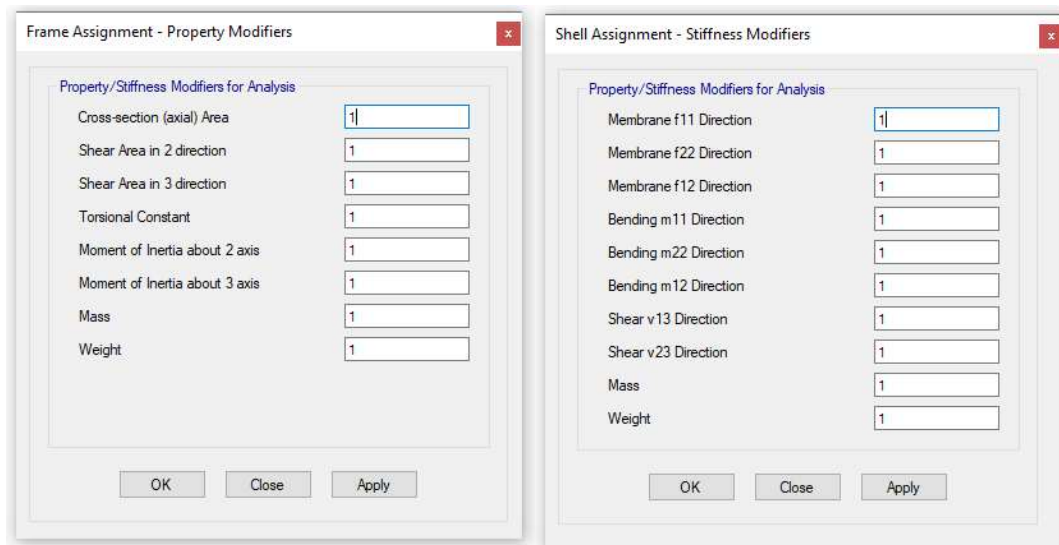 Frame Assignment - Property Modifiers
x
Property/Stiffness Modifiers for Analysis
Cross-section (axial) Area 1
Shear Area in 2 direction 1
Shear Area in 3 direction 1
Torsional Constant 1
Moment of Inertia about 2 axis 1
Moment of Inertia about 3 axis 1
Mass 1
Weight 1
OK Close Apply
Shell Assignment - Stiffness Modifiers
x
Property/Stiffness Modifiers for Analysis
Membrane f11 Direction 1
Membrane f22 Direction 1
Membrane f12 Direction 1
Bending m11 Direction 1
Bending m22 Direction 1
Bending m12 Direction 1
Shear v13 Direction 1
Shear v23 Direction 1
Mass 1
Weight 1
OK Close Apply